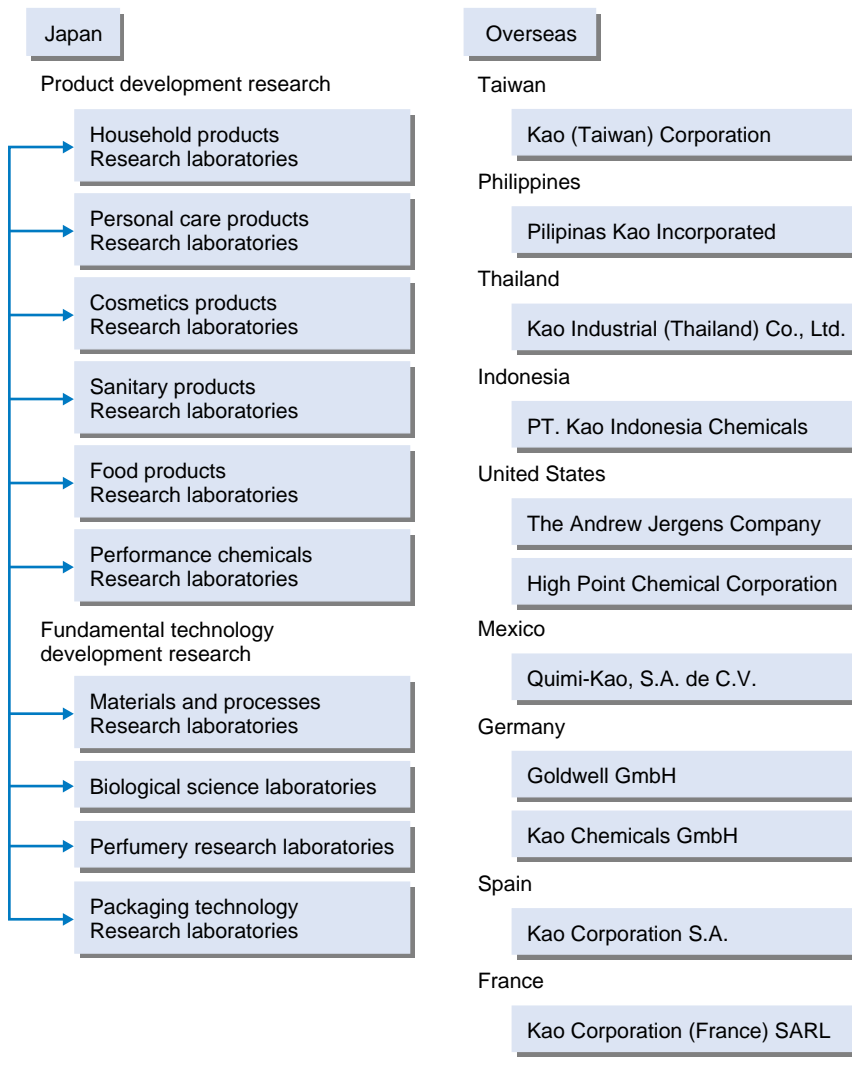 Japan
Product development research
Household products
Research laboratories
Personal care products
Research laboratories
Cosmetics products
Research laboratories
Sanitary products
Research laboratories
Food products
Research laboratories
Performance chemicals
Research laboratories
Fundamental technology
development research
Materials and processes
Research laboratories
Biological science laboratories
Perfumery research laboratories
Packaging technology
Research laboratories
Overseas
Taiwan
Kao (Taiwan) Corporation
Philippines
Pilipinas Kao Incorporated
Thailand
Kao Industrial (Thailand) Co., Ltd.
Indonesia
PT. Kao Indonesia Chemicals
United States
The Andrew Jergens Company
High Point Chemical Corporation
Mexico
Quimi-Kao, S.A. de C.V.
Germany
Goldwell GmbH
Kao Chemicals GmbH
Spain
Kao Corporation S.A.
France
Kao Corporation (France) SARL